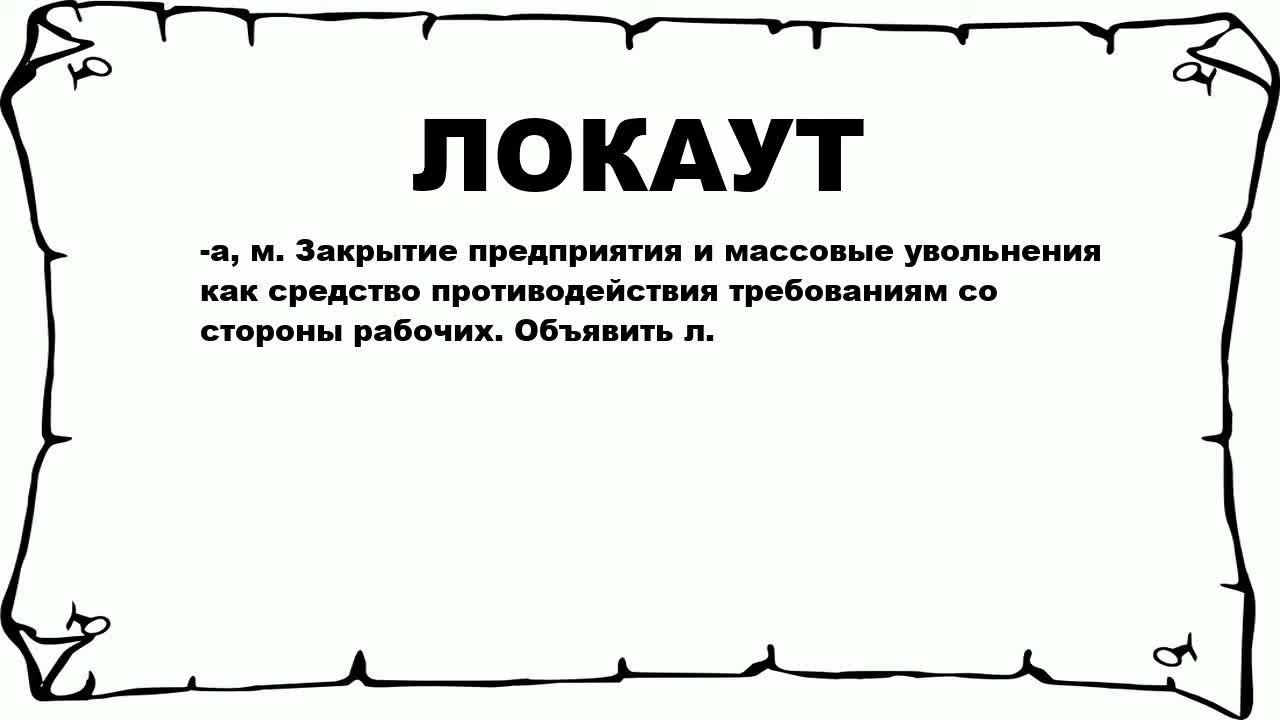 ЛОКАУТ
-а, м. Закрытие предприятия и массовые увольнения
как средство противодействия требованиям со
стороны рабочих. Объявить л.